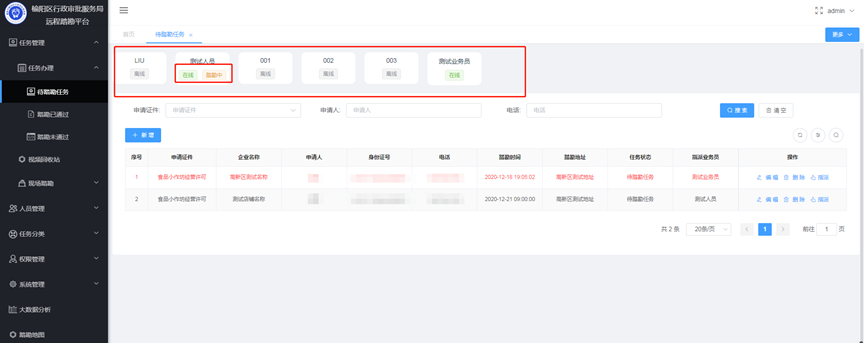 榆阳区行政审批服务局
远程踏勘平台
admin
首页
待踏勘任务 ×
更多
任务管理
任务办理
待踏勘任务
踏勘已通过
踏勘未通过
视频回收站
现场踏勘
人员管理
任务分类
权限管理
系统管理
大数据分析
踏勘地图
LIU
离线
测试人员
在线 踏勘中
001
离线
002
离线
003
离线
测试业务员
在线
申请证件: 申请证件
申请人: 申请人
电话: 电话
搜索
清空
+ 新增
序号 申请证件 企业名称 申请人 身份证号 电话 踏勘时间 踏勘地址 任务状态 指派业务员 操作
1 食品小作坊经营许可 高新区测试名称 2020-12-18 19:05:02 高新区测试地址 待踏勘任务 测试业务员 编辑 删除 指派
2 食品小作坊经营许可 测试店铺名称 2020-12-21 09:00:00 高新区测试地址 待踏勘任务 测试人员 编辑 删除 指派
共 2 条 20条/页 1 前往 1 页